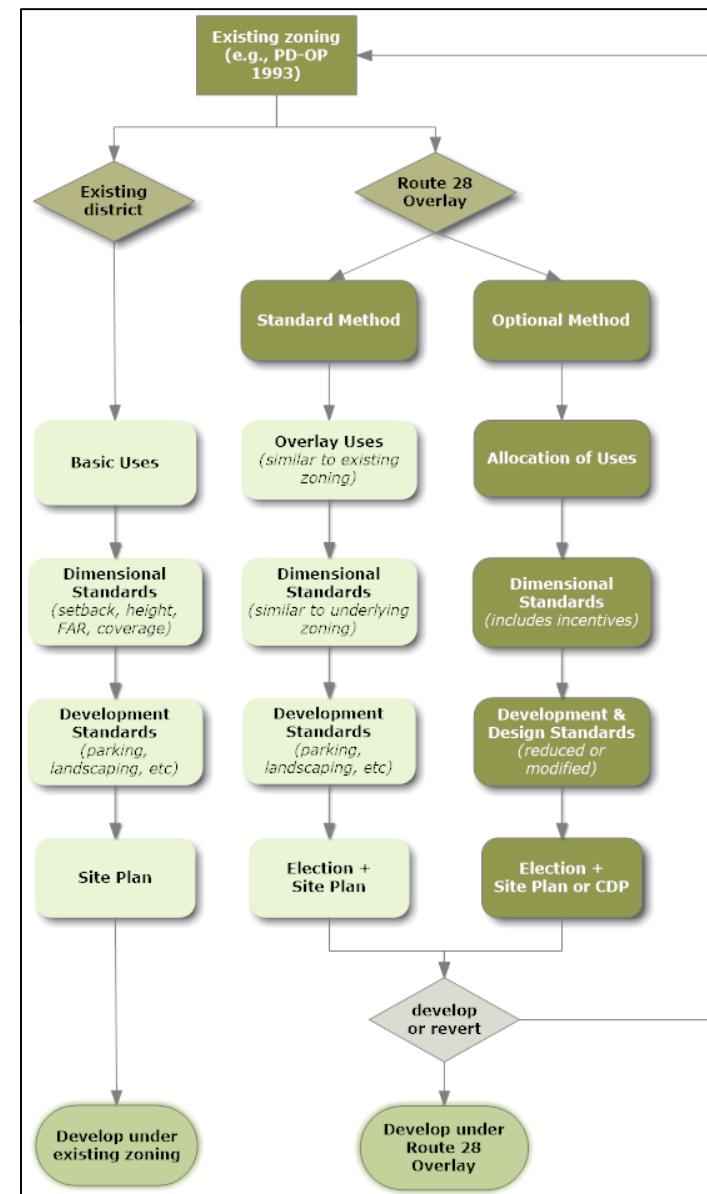 Existing zoning
(e.g., PD-OP
1993)
Existing
district
Route 28
Overlay
Standard Method
Optional Method
Basic Uses
Overlay Uses
(similar to existing
zoning)
Allocation of Uses
Dimensional
Standards
(setback, height,
FAR, coverage)
Dimensional
Standards
(similar to underlying
zoning)
Dimensional
Standards
(includes incentives)
Development
Standards
(parking,
landscaping, etc)
Development
Standards
(parking,
landscaping, etc)
Development &
Design Standards
(reduced or
modified)
Site Plan
Election +
Site Plan
Election +
Site Plan or CDP
develop
or revert
Develop under
existing zoning
Develop under
Route 28
Overlay